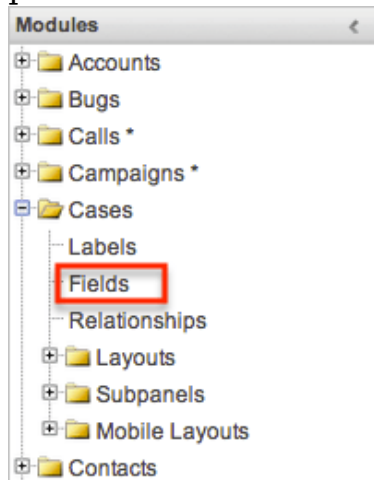 Modules
Accounts
Bugs
Calls *
Campaigns *
Cases
Labels
Fields
Relationships
Layouts
Subpanels
Mobile Layouts
Contacts